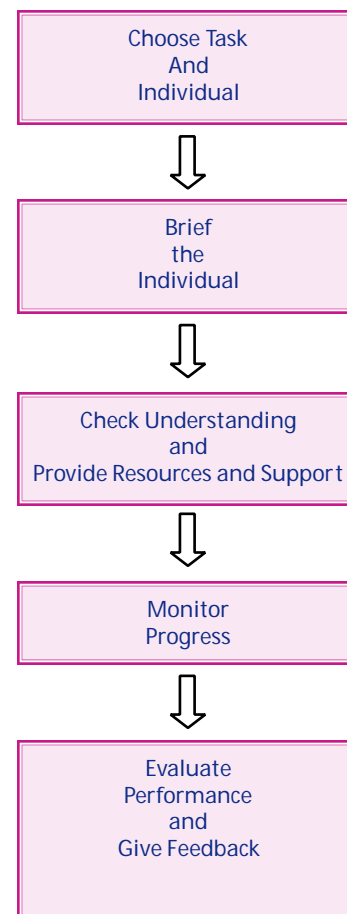 Choose Task
And
Individual
Brief
the
Individual
Check Understanding
and
Provide Resources and Support
Monitor
Progress
Evaluate
Performance
and
Give Feedback